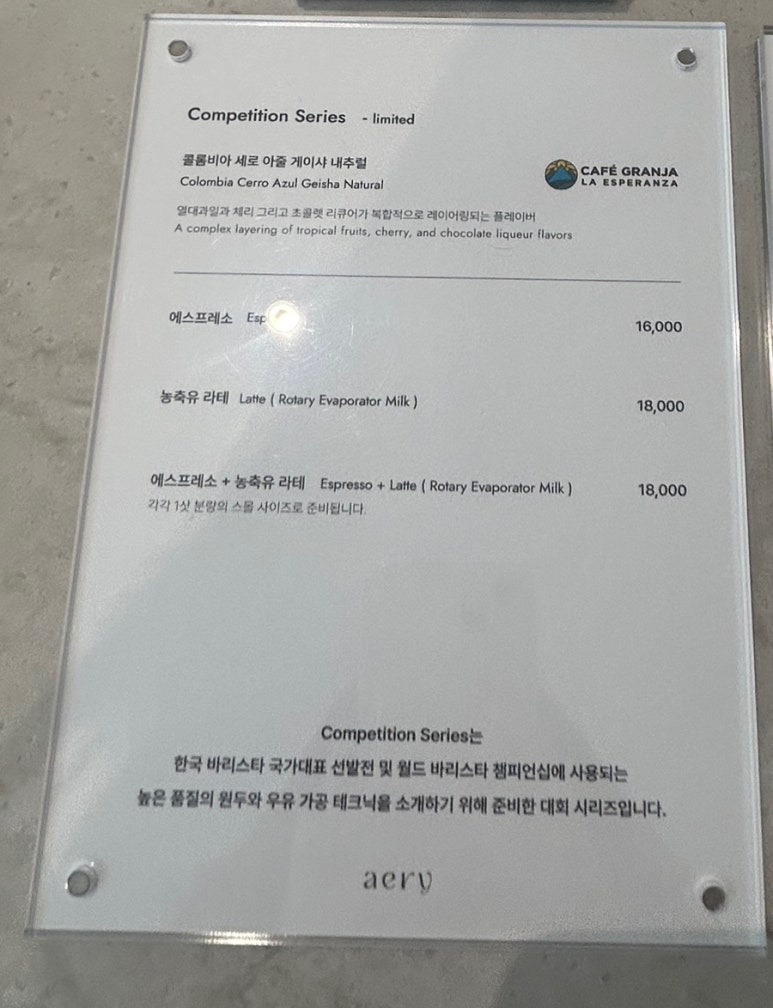 Competition Series - limited
콜롬비아 세로 아줄 게이샤 내추럴
Colombia Cerro Azul Geisha Natural
CAFÉ GRANJA
LA ESPERANZA
열대과일과 체리 그리고 초콜렛 리큐어가 복합적으로 레이어링되는 플레이버
A complex layering of tropical fruits, cherry, and chocolate liqueur flavors
에스프레소 Esp 16,000
농축유 라테 Latte ( Rotary Evaporator Milk ) 18,000
에스프레소 + 농축유 라테 Espresso + Latte ( Rotary Evaporator Milk ) 18,000
각각 1샷 분량의 스몰 사이즈로 준비됩니다.
Competition Series는
한국 바리스타 국가대표 선발전 및 월드 바리스타 챔피언십에 사용되는
높은 품질의 원두와 우유 가공 테크닉을 소개하기 위해 준비한 대회 시리즈입니다.
aery